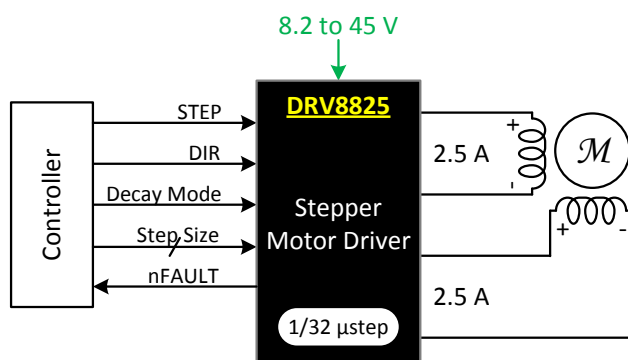 8.2 to 45 V
Controller
STEP
DIR
Decay Mode
Step Size
nFAULT
DRV8825
Stepper
Motor Driver
1/32 µstep
2.5 A
2.5 A
+
-
M
+
-